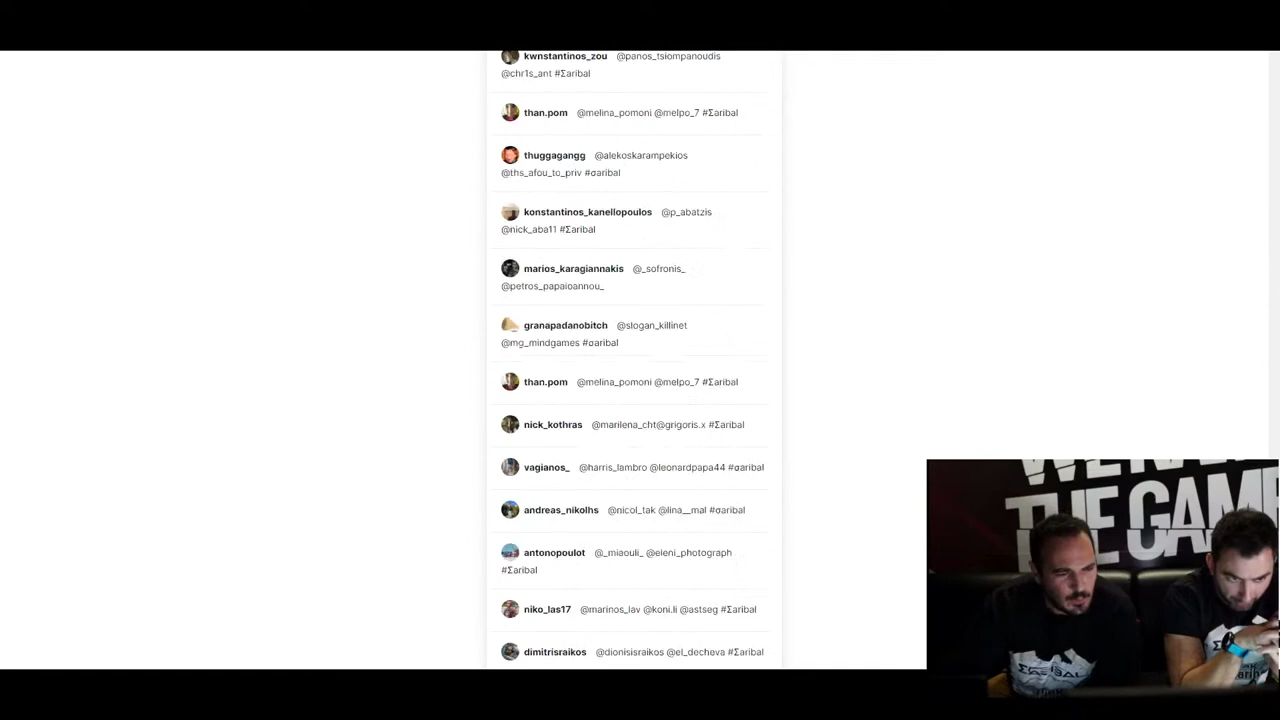 kwnstantinos_zou @panos_tsiompanoudis
@chr1s_ant #Σaribal
than.pom @melina_pomoni @melpo_7 #Σaribal
thuggagangg @alekoskarampekios
@ths_afou_to_priv #σaribal
konstantinos_kanellopoulos @p_abatzis
@nick_aba11 #Σaribal
marios_karagiannakis @_sofronis_
@petros_papaioannou_
granapadanobitch @slogan_killinet
@mg_mindgames #σaribal
than.pom @melina_pomoni @melpo_7 #Σaribal
nick_kothras @marilena_cht@grigoris.x #Σaribal
vagianos_ @harris_lambro @leonardpapa44 #σaribal
andreas_nikolhs @nicol_tak @lina__mal #σaribal
antonopoulot @_miaouli_ @eleni_photograph
#Σaribal
niko_las17 @marinos_lav @koni.li @astseg #Σaribal
dimitrisraikos @dionisisraikos @el_decheva #Σaribal
THE GAME